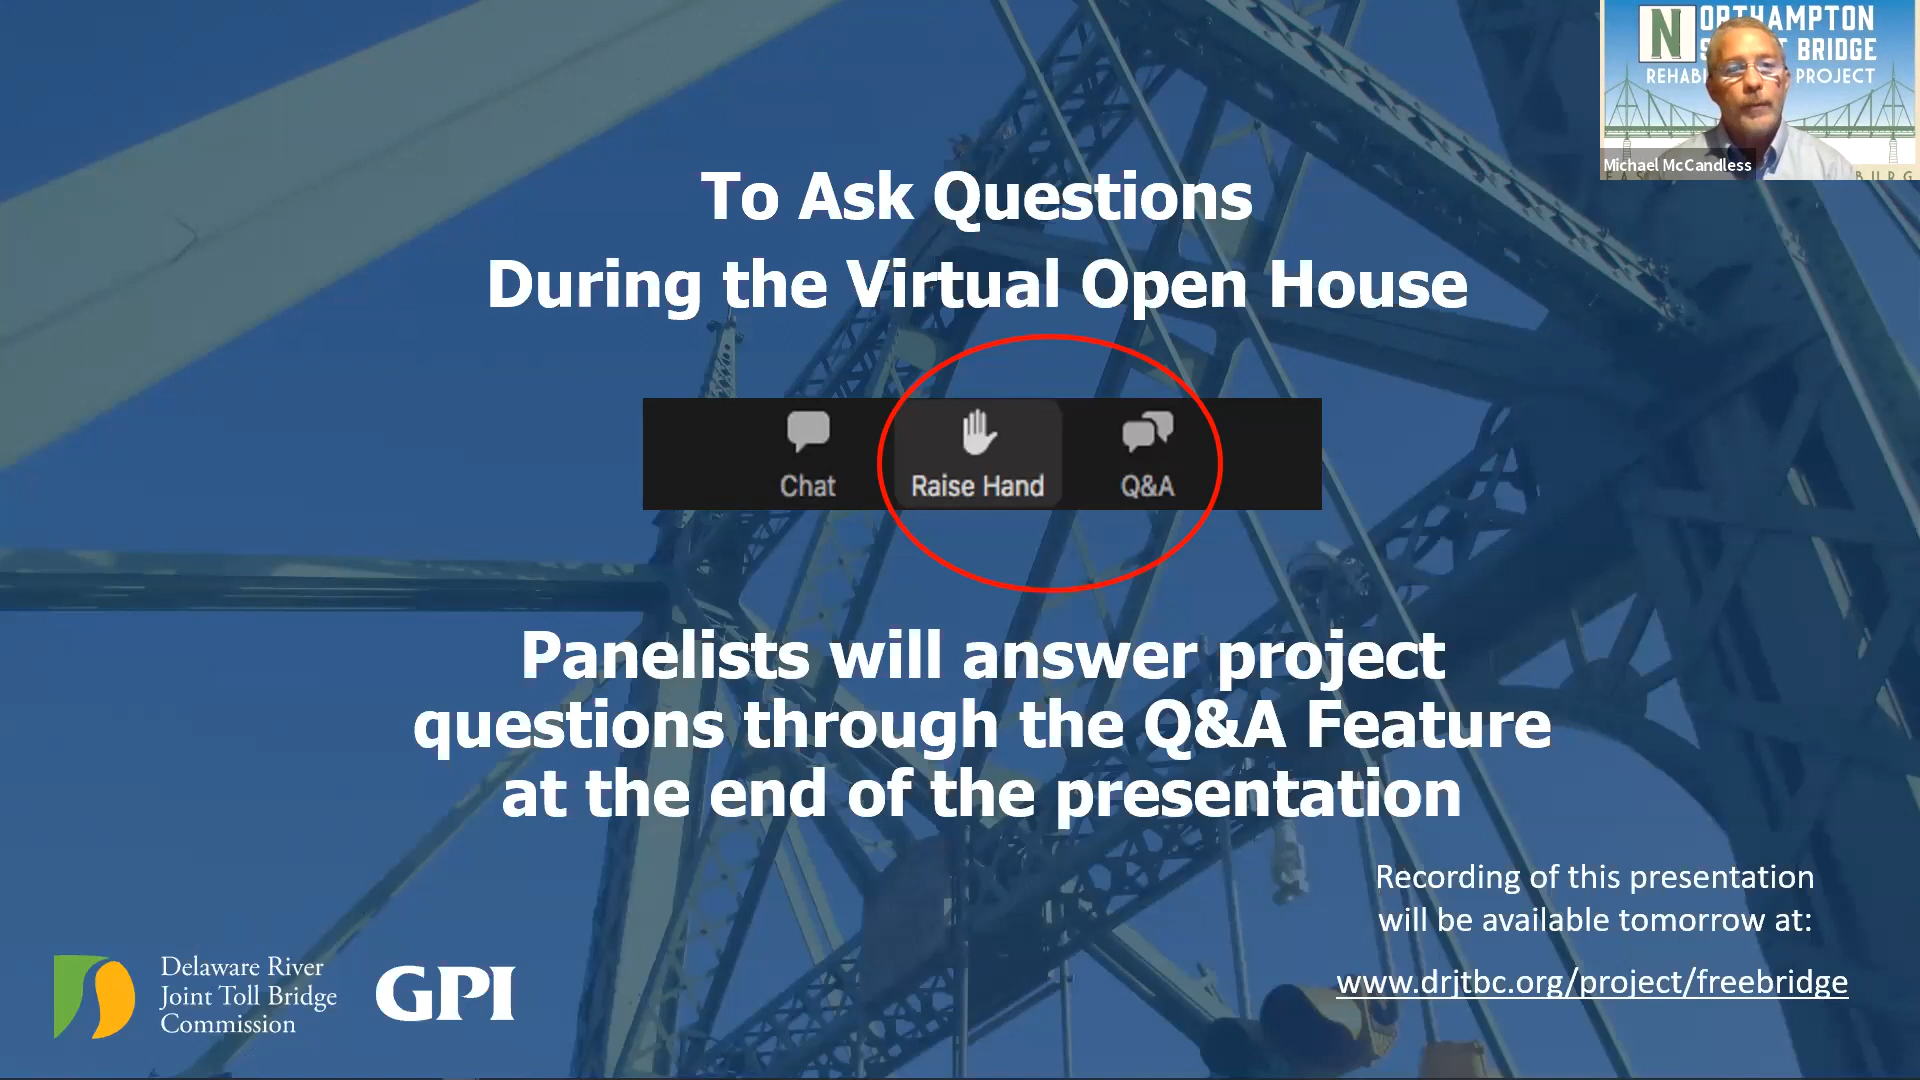 NORTHAMPTON
BRIDGE
PROJECT
Michael McCandless
To Ask Questions
During the Virtual Open House
Chat
Raise Hand
Q&A
Panelists will answer project
questions through the Q&A Feature
at the end of the presentation
Recording of this presentation
will be available tomorrow at:
www.drjtbc.org/project/freebridge
Delaware River
Joint Toll Bridge
Commission
GPI